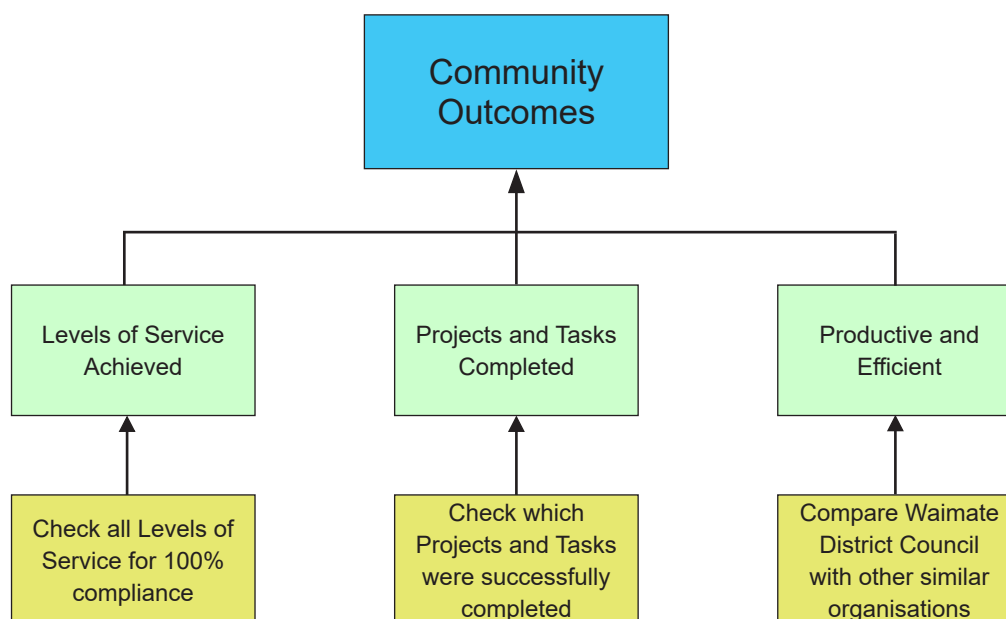 Community
Outcomes
Levels of Service
Achieved
Projects and Tasks
Completed
Productive and
Efficient
Check all Levels of
Service for 100%
compliance
Check which
Projects and Tasks
were successfully
completed
Compare Waimate
District Council
with other similar
organisations